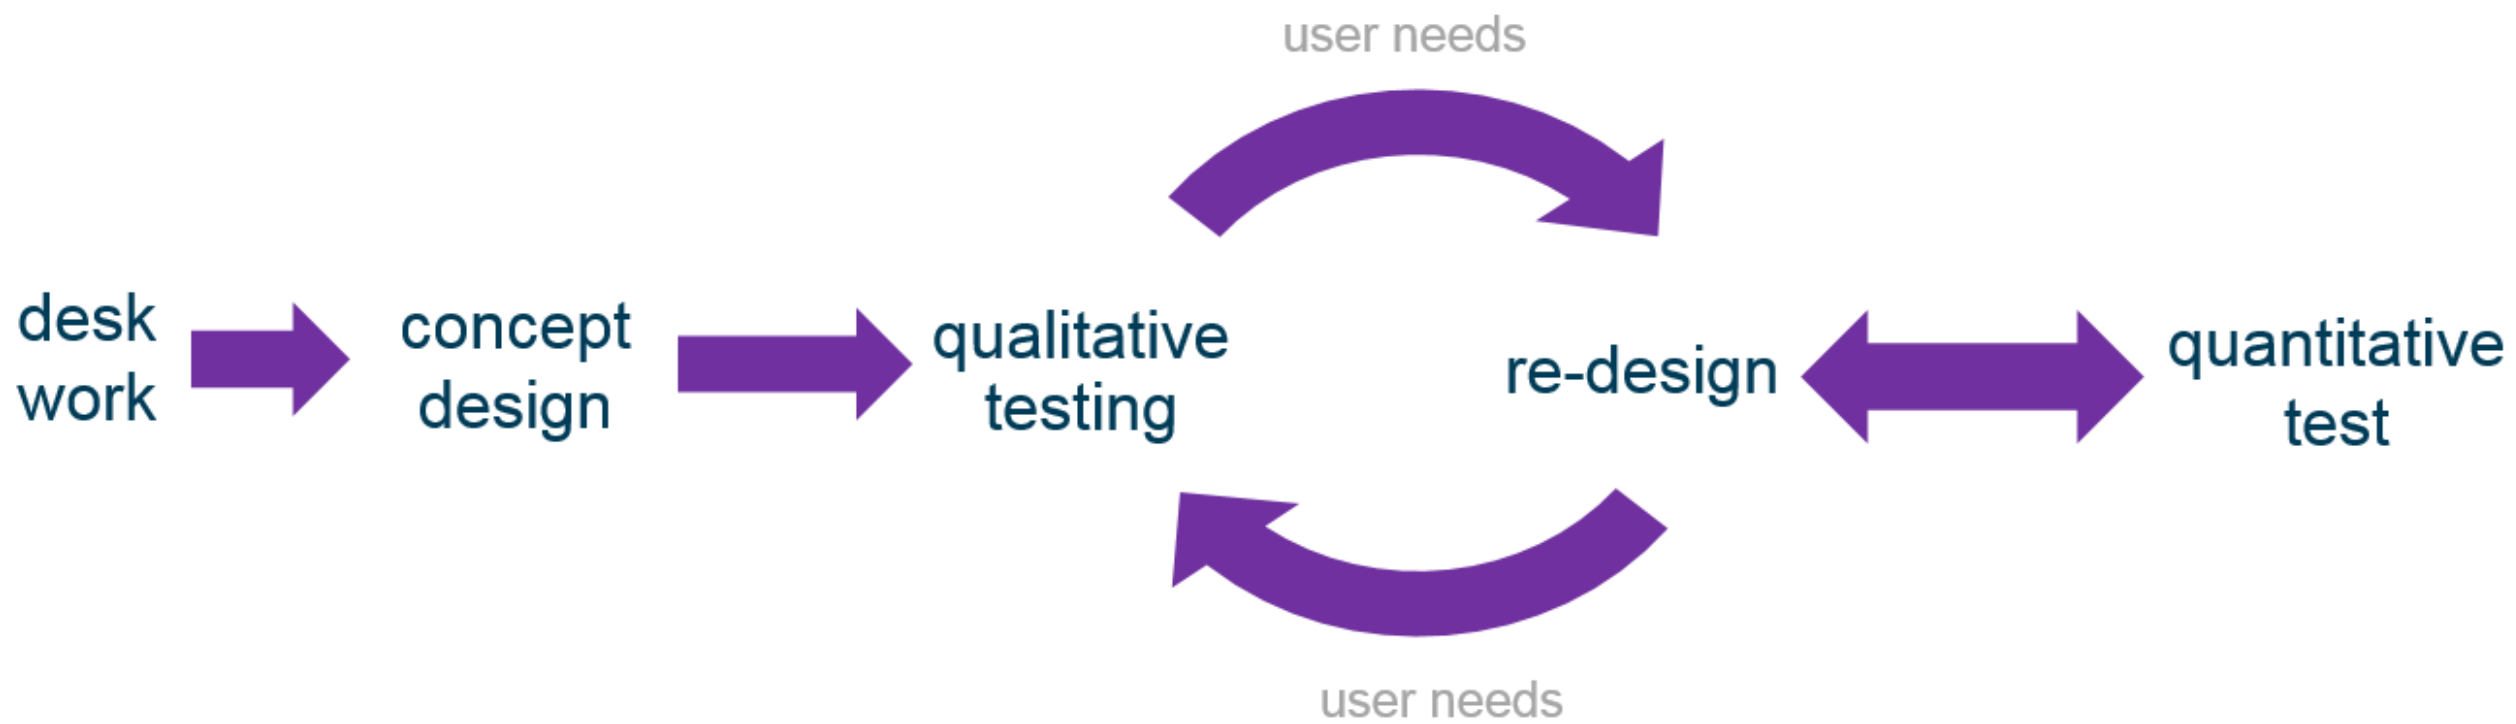 user needs
desk
work
concept
design
qualitative
testing
re-design
quantitative
test
user needs